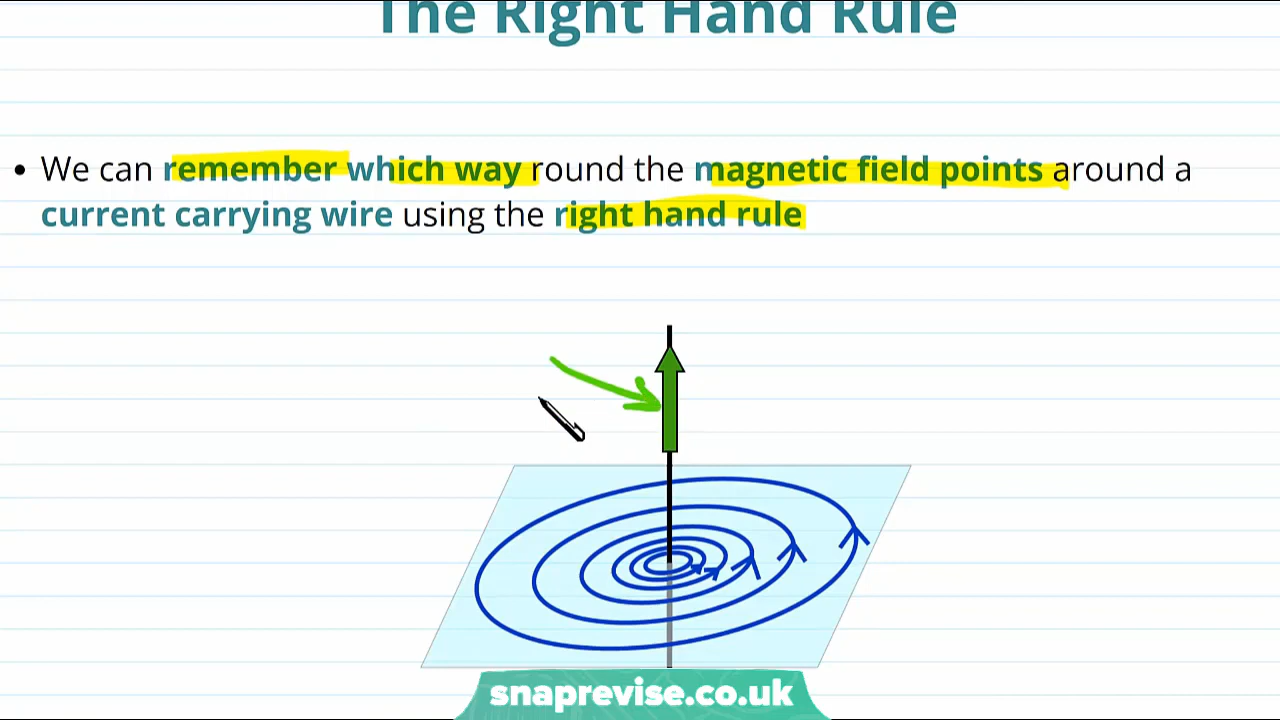 The Right Hand Rule
• We can remember which way round the magnetic field points around a
current carrying wire using the right hand rule
snaprevise.co.uk